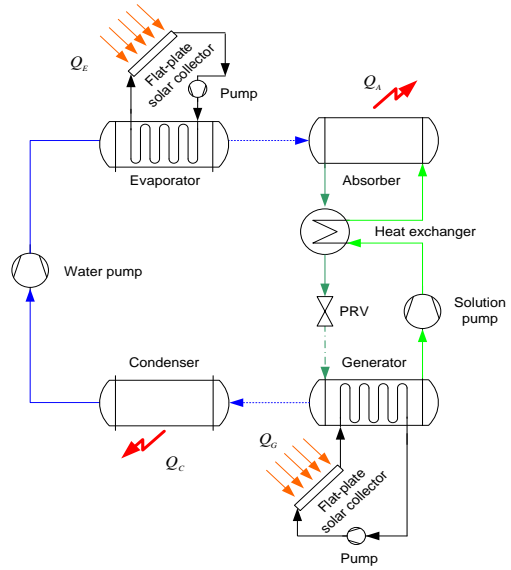 Q_E
Flat-plate
solar collector
Pump
Q_A
Evaporator
Absorber
Heat exchanger
Water pump
PRV
Solution
pump
Condenser
Generator
Q_C
Q_G
Flat-plate
solar collector
Pump